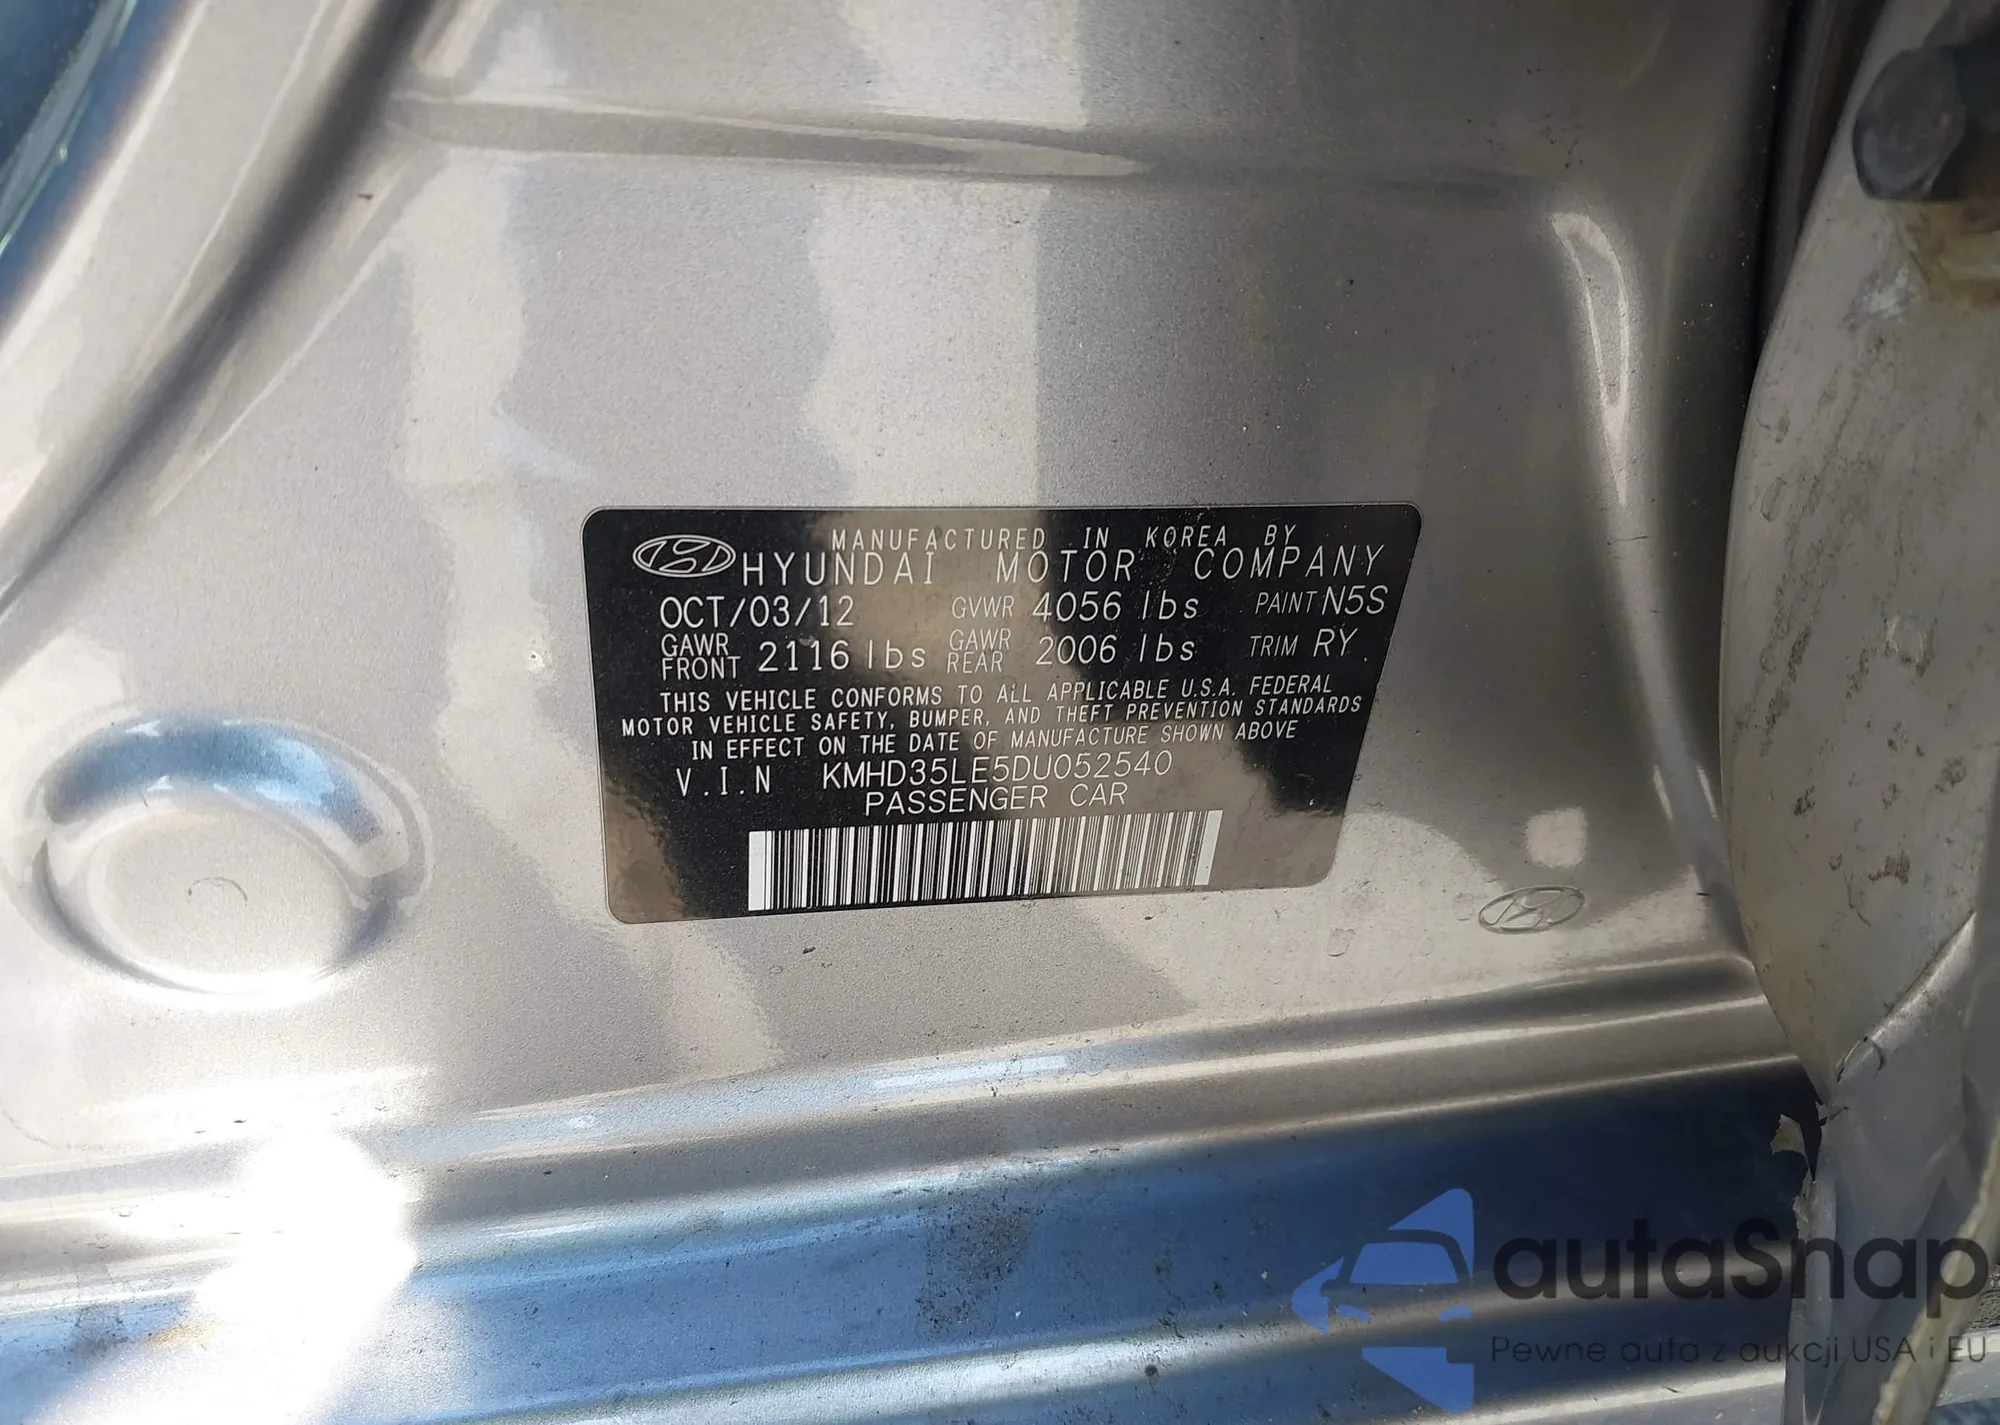 MANUFACTURED IN KOREA BY
HYUNDAI MOTOR COMPANY
OCT/03/12 GVWR 4056 lbs PAINT N5S
GAWR FRONT 2116 lbs GAWR REAR 2006 lbs TRIM RY
THIS VEHICLE CONFORMS TO ALL APPLICABLE U.S.A. FEDERAL
MOTOR VEHICLE SAFETY, BUMPER, AND THEFT PREVENTION STANDARDS
IN EFFECT ON THE DATE OF MANUFACTURE SHOWN ABOVE
V.I.N KMHD35LE5DU052540
PASSENGER CAR
autaSnap
Pewne auta z aukcji USA i EU